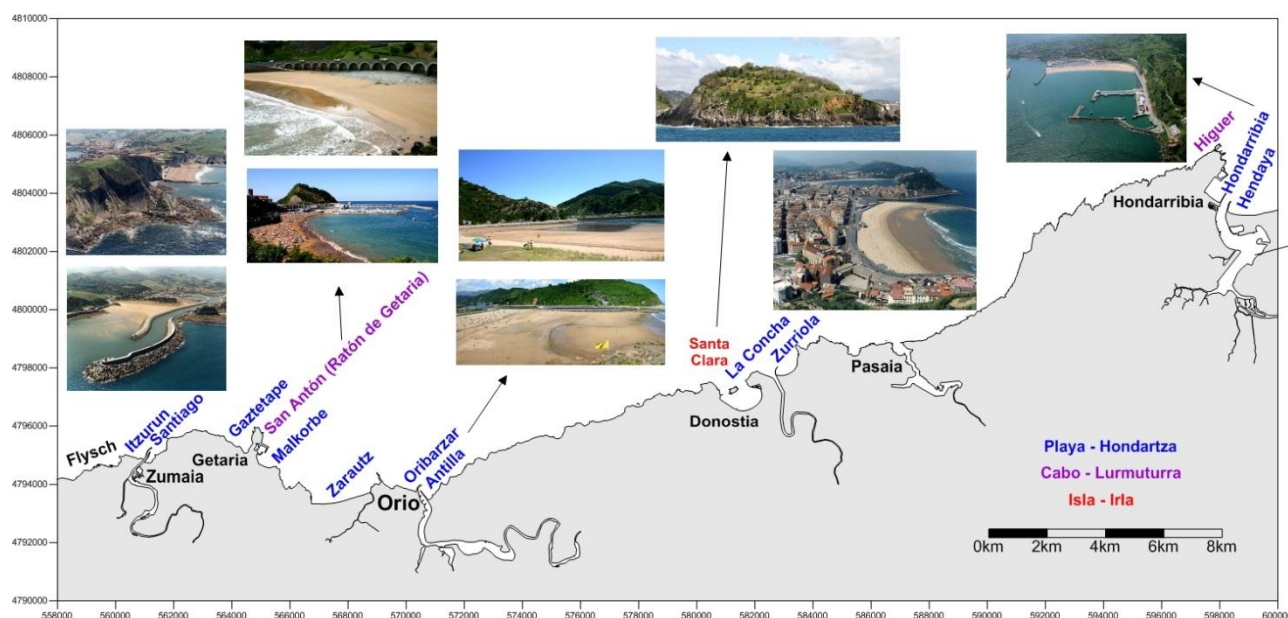 4810000
4808000
4806000
4804000
4802000
4800000
4798000
4796000
4794000
4792000
4790000
Flysch
Itzurun
Santiago
Zumaia
Gaztetape
San Antón (Ratón de Getaria)
Getaria
Malkorbe
Zarautz
Orio
Oribarzar
Antilla
Santa
Clara
La Concha
Zurriola
Donostia
Pasaia
Higuer
Hondarribia
Hendaya
Hondarribia
Playa - Hondartza
Cabo - Lurmuturra
Isla - Irla
0km 2km 4km 6km 8km
558000 560000 562000 564000 566000 568000 570000 572000 574000 576000 578000 580000 582000 584000 586000 588000 590000 592000 594000 596000 598000 600000